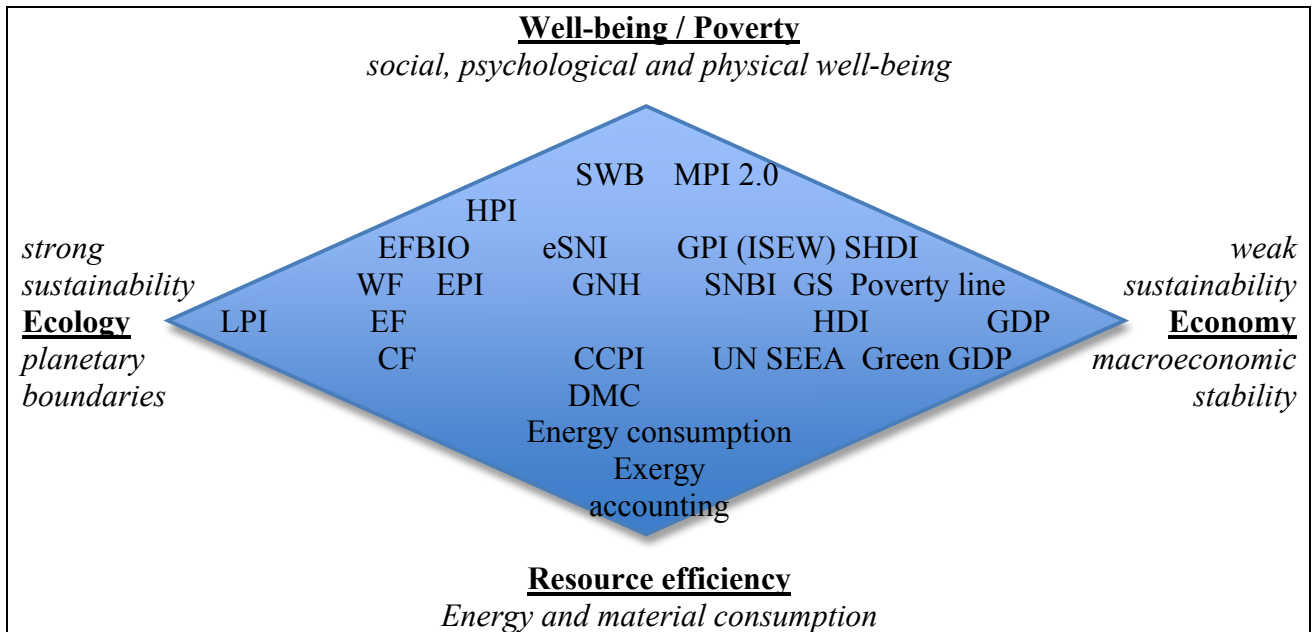 Well-being / Poverty
social, psychological and physical well-being
SWB MPI 2.0
HPI
strong EFBIO eSNI GPI (ISEW) SHDI weak
sustainability WF EPI GNH SNBI GS Poverty line sustainability
Ecology LPI EF HDI GDP Economy
planetary CF CCPI UN SEEA Green GDP macroeconomic
boundaries DMC stability
Energy consumption
Exergy
accounting
Resource efficiency
Energy and material consumption